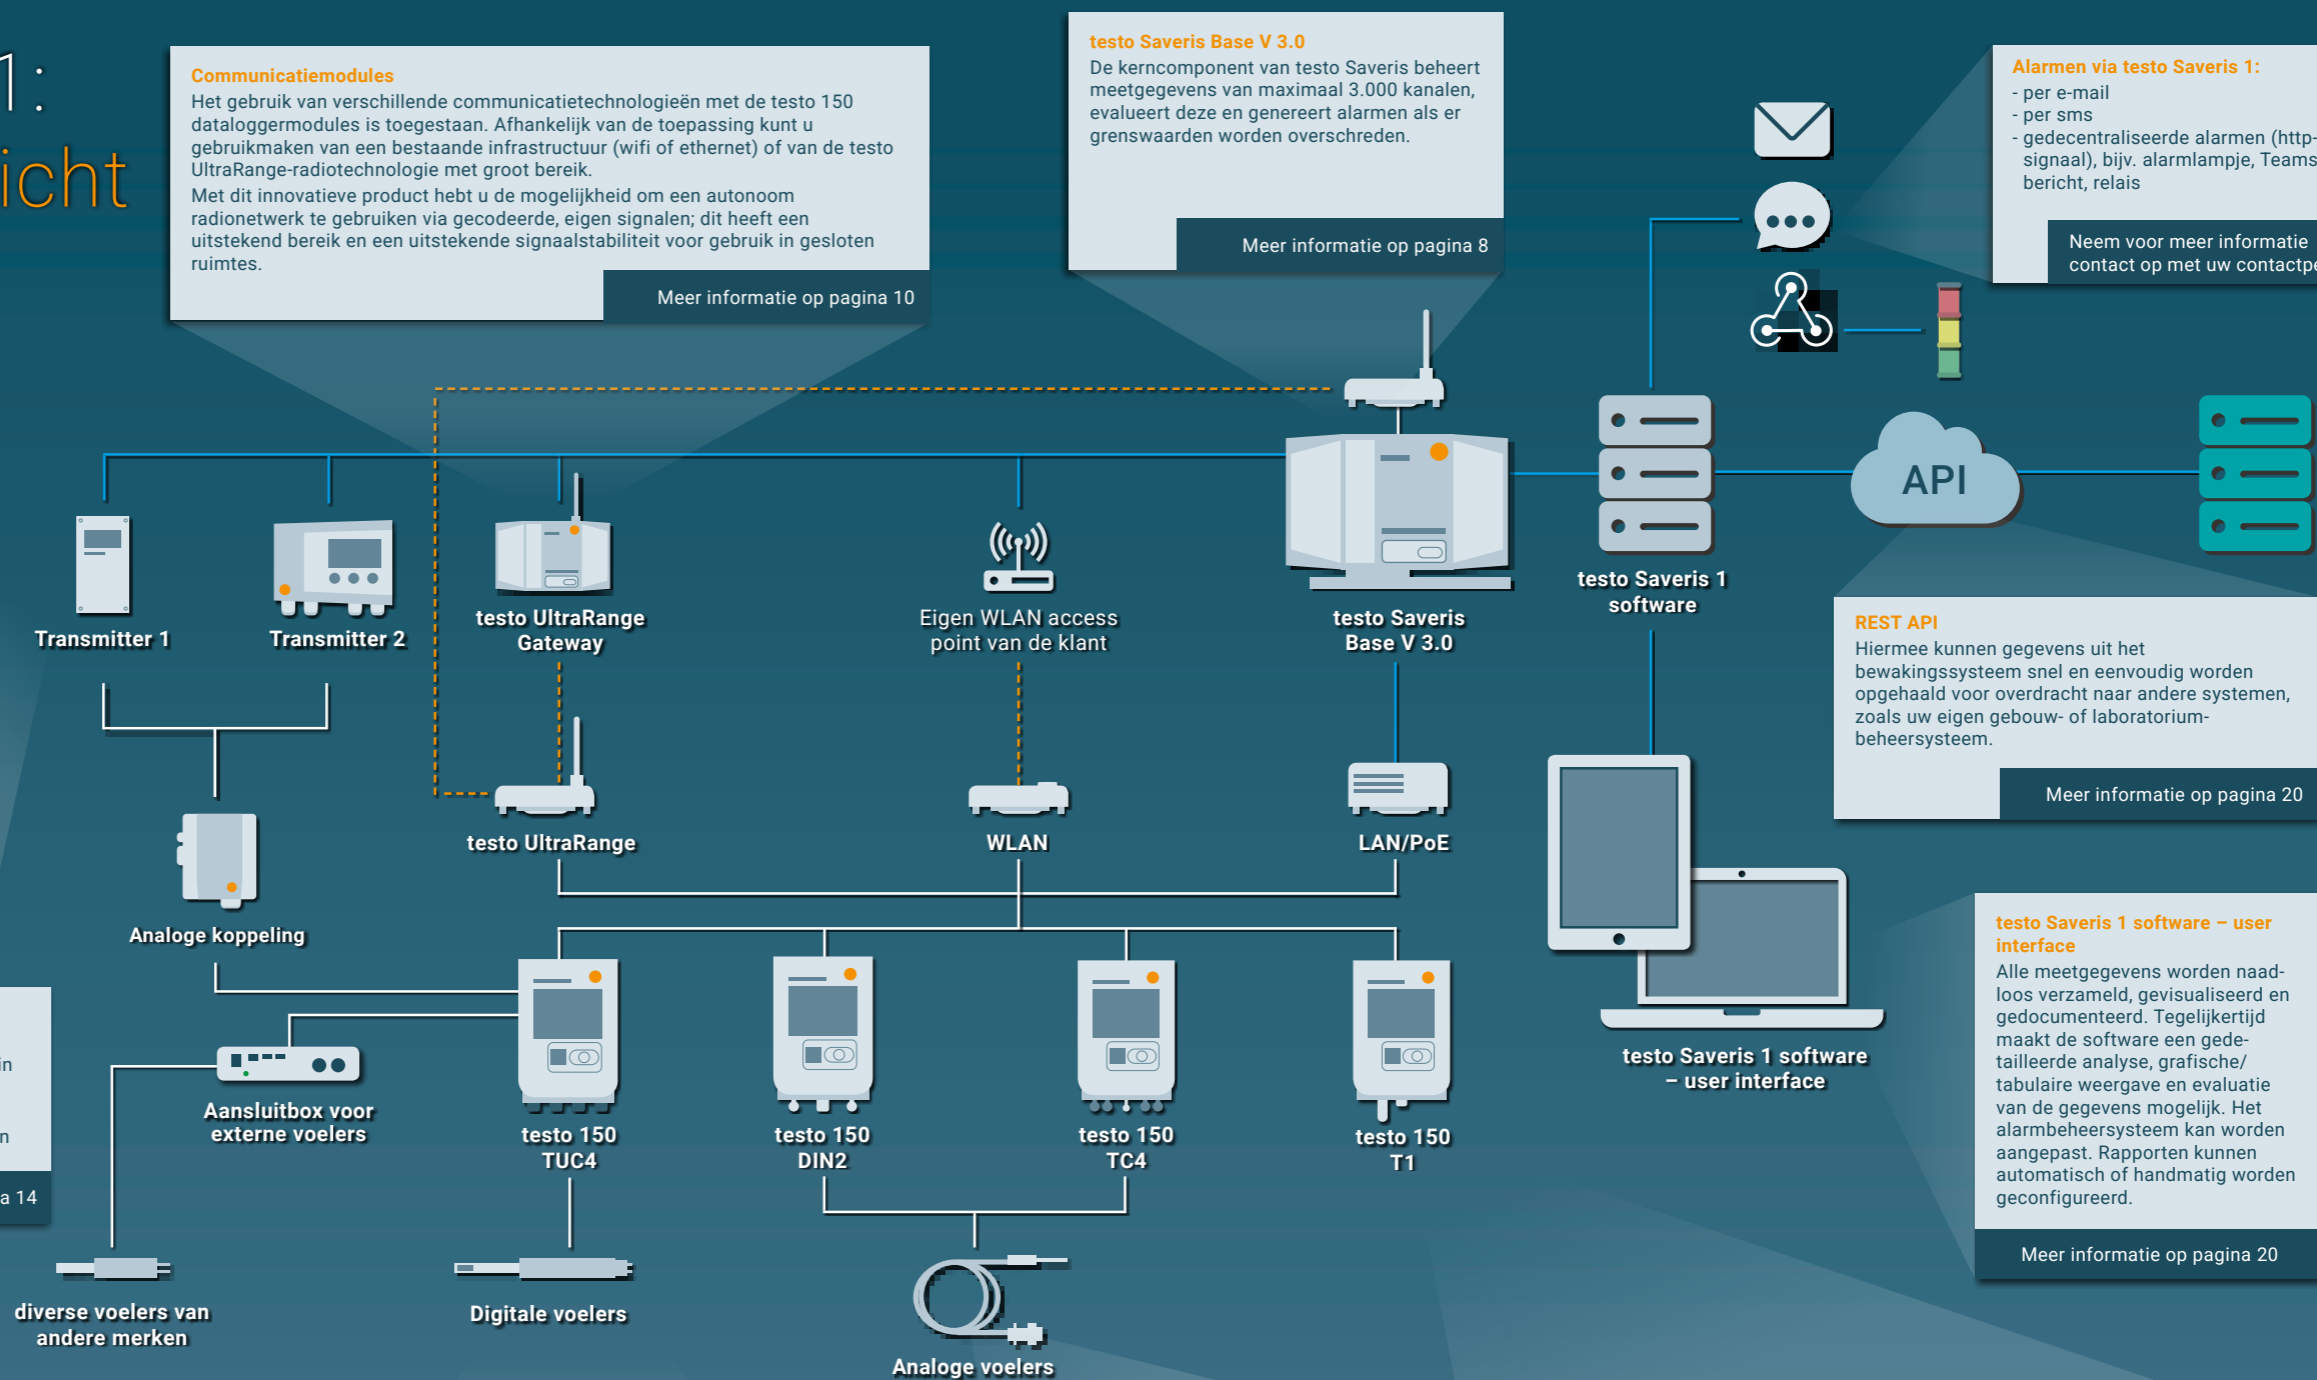 1:
icht
Communicatiemodules
Het gebruik van verschillende communicatietechnologieën met de testo 150
dataloggermodules is toegestaan. Afhankelijk van de toepassing kunt u
gebruikmaken van een bestaande infrastructuur (wifi of ethernet) of van de testo
UltraRange-radiotechnologie met groot bereik.
Met dit innovatieve product hebt u de mogelijkheid om een autonoom
radionetwerk te gebruiken via gecodeerde, eigen signalen; dit heeft een
uitstekend bereik en een uitstekende signaalstabiliteit voor gebruik in gesloten
ruimtes.
Meer informatie op pagina 10
testo Saveris Base V 3.0
De kerncomponent van testo Saveris beheert
meetgegevens van maximaal 3.000 kanalen,
evalueert deze en genereert alarmen als er
grenswaarden worden overschreden.
Meer informatie op pagina 8
Alarmen via testo Saveris 1:
- per e-mail
- per sms
- gedecentraliseerde alarmen (http-
signaal), bijv. alarmlampje, Teams
bericht, relais
Neem voor meer informatie
contact op met uw contactpe
Transmitter 1
Transmitter 2
testo UltraRange
Gateway
Eigen WLAN access
point van de klant
testo Saveris
Base V 3.0
testo Saveris 1
software
API
REST API
Hiermee kunnen gegevens uit het
bewakingssysteem snel en eenvoudig worden
opgehaald voor overdracht naar andere systemen,
zoals uw eigen gebouw- of laboratorium-
beheersysteem.
Meer informatie op pagina 20
testo UltraRange
WLAN
LAN/PoE
Analoge koppeling
in
n
a 14
Aansluitbox voor
externe voelers
testo 150
TUC4
testo 150
DIN2
testo 150
TC4
testo 150
T1
testo Saveris 1 software
– user interface
testo Saveris 1 software – user
interface
Alle meetgegevens worden naad-
loos verzameld, gevisualiseerd en
gedocumenteerd. Tegelijkertijd
maakt de software een gede-
tailleerde analyse, grafische/
tabulaire weergave en evaluatie
van de gegevens mogelijk. Het
alarmbeheersysteem kan worden
aangepast. Rapporten kunnen
automatisch of handmatig worden
geconfigureerd.
Meer informatie op pagina 20
diverse voelers van
andere merken
Digitale voelers
Analoge voelers